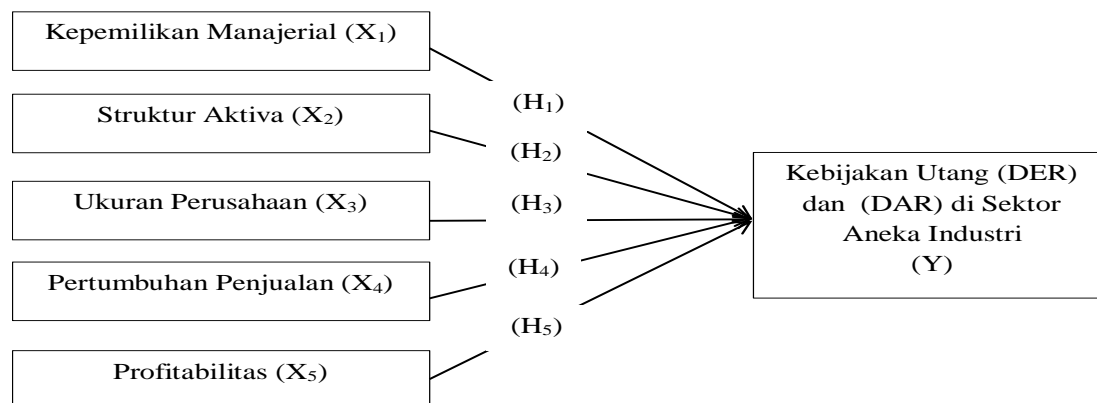 Kepemilikan Manajerial (X₁)
(H₁)
Struktur Aktiva (X₂)
(H₂)
Ukuran Perusahaan (X₃)
(H₃)
Pertumbuhan Penjualan (X₄)
(H₄)
Profitabilitas (X₅)
(H₅)
Kebijakan Utang (DER)
dan (DAR) di Sektor
Aneka Industri
(Y)